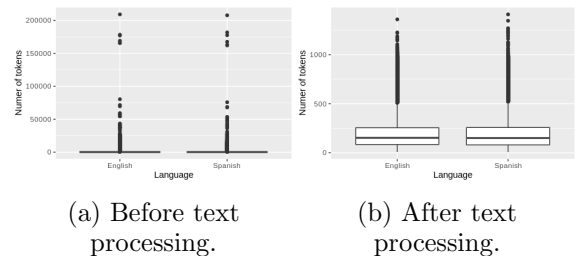 200000
150000
100000
50000
0
Numer of tokens
English Spanish
Language
1000
500
0
Numer of tokens
English Spanish
Language
(a) Before text
processing.
(b) After text
processing.